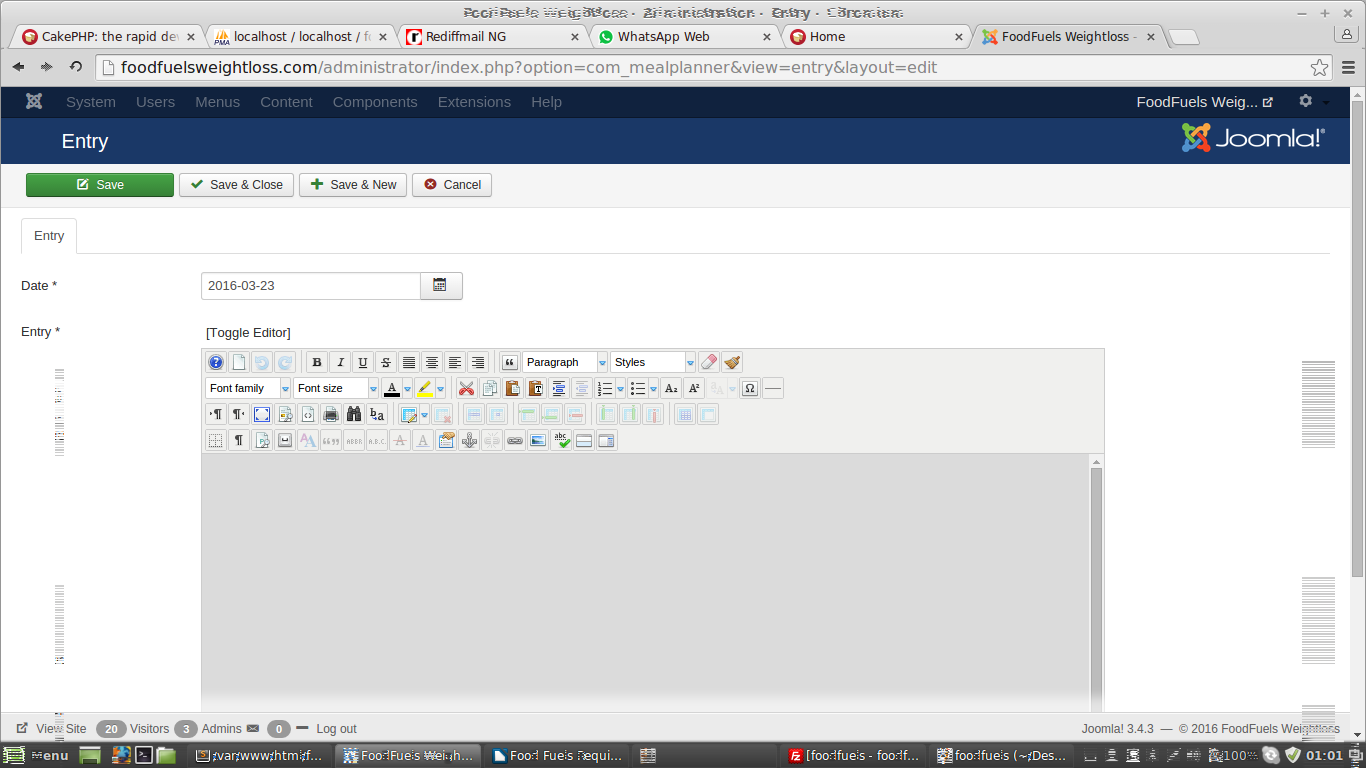 FoodFuels Weightloss - Administration - Entry - Chromium
CakePHP: the rapid dev
localhost / localhost / fo
Rediffmail NG
WhatsApp Web
Home
FoodFuels Weightloss -
foodfuelsweightloss.com/administrator/index.php?option=com_mealplanner&view=entry&layout=edit
System Users Menus Content Components Extensions Help FoodFuels Weig...
Entry Joomla!®
Save Save & Close Save & New Cancel
Entry
Date * 2016-03-23
Entry * [Toggle Editor]
Paragraph Styles
Font family Font size
View Site 20 Visitors 3 Admins 0 Log out Joomla! 3.4.3 — © 2016 FoodFuels Weightloss
Menu /var/www/html/f... FoodFuels Weigh... Food Fuels Requi... [foodfuels - foodf... foodfuels (~/Des... 100% 01:01